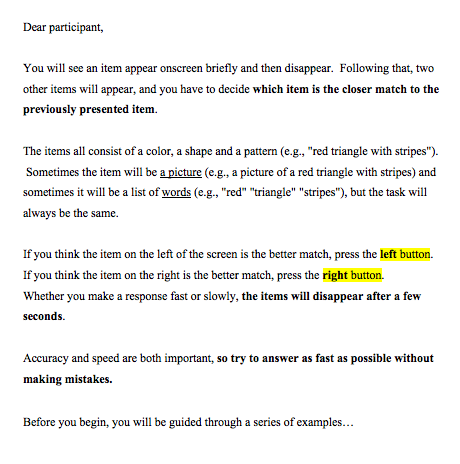 Dear participant,
You will see an item appear onscreen briefly and then disappear.  Following that, two
other items will appear, and you have to decide which item is the closer match to the
previously presented item.
The items all consist of a color, a shape and a pattern (e.g., "red triangle with stripes").
Sometimes the item will be a picture (e.g., a picture of a red triangle with stripes) and
sometimes it will be a list of words (e.g., "red" "triangle" "stripes"), but the task will
always be the same.
If you think the item on the left of the screen is the better match, press the left button.
If you think the item on the right is the better match, press the right button.
Whether you make a response fast or slowly, the items will disappear after a few
seconds.
Accuracy and speed are both important, so try to answer as fast as possible without
making mistakes.
Before you begin, you will be guided through a series of examples…